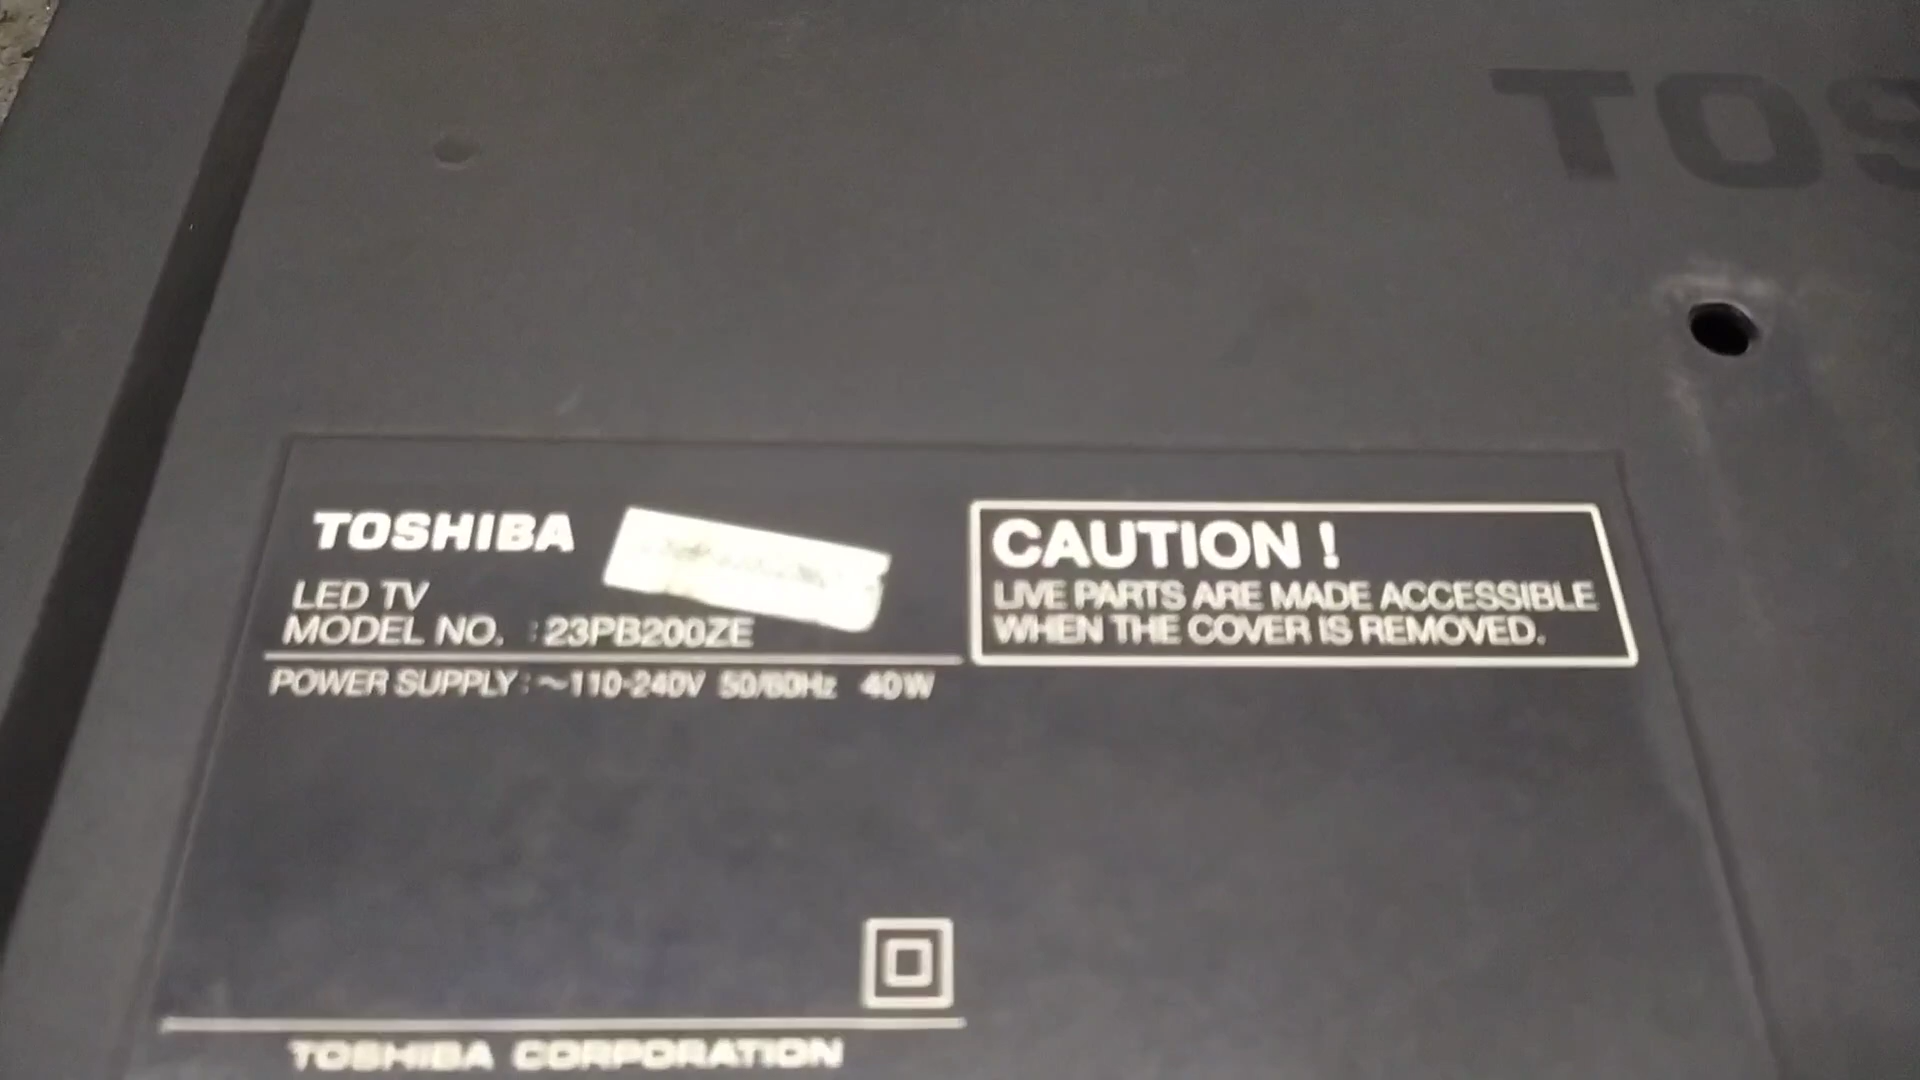 TOS
TOSHIBA
LED TV
MODEL NO. : 23PB200ZE
POWER SUPPLY : ~110-240V 50/60Hz 40W
CAUTION !
LIVE PARTS ARE MADE ACCESSIBLE
WHEN THE COVER IS REMOVED.
TOSHIBA CORPORATION